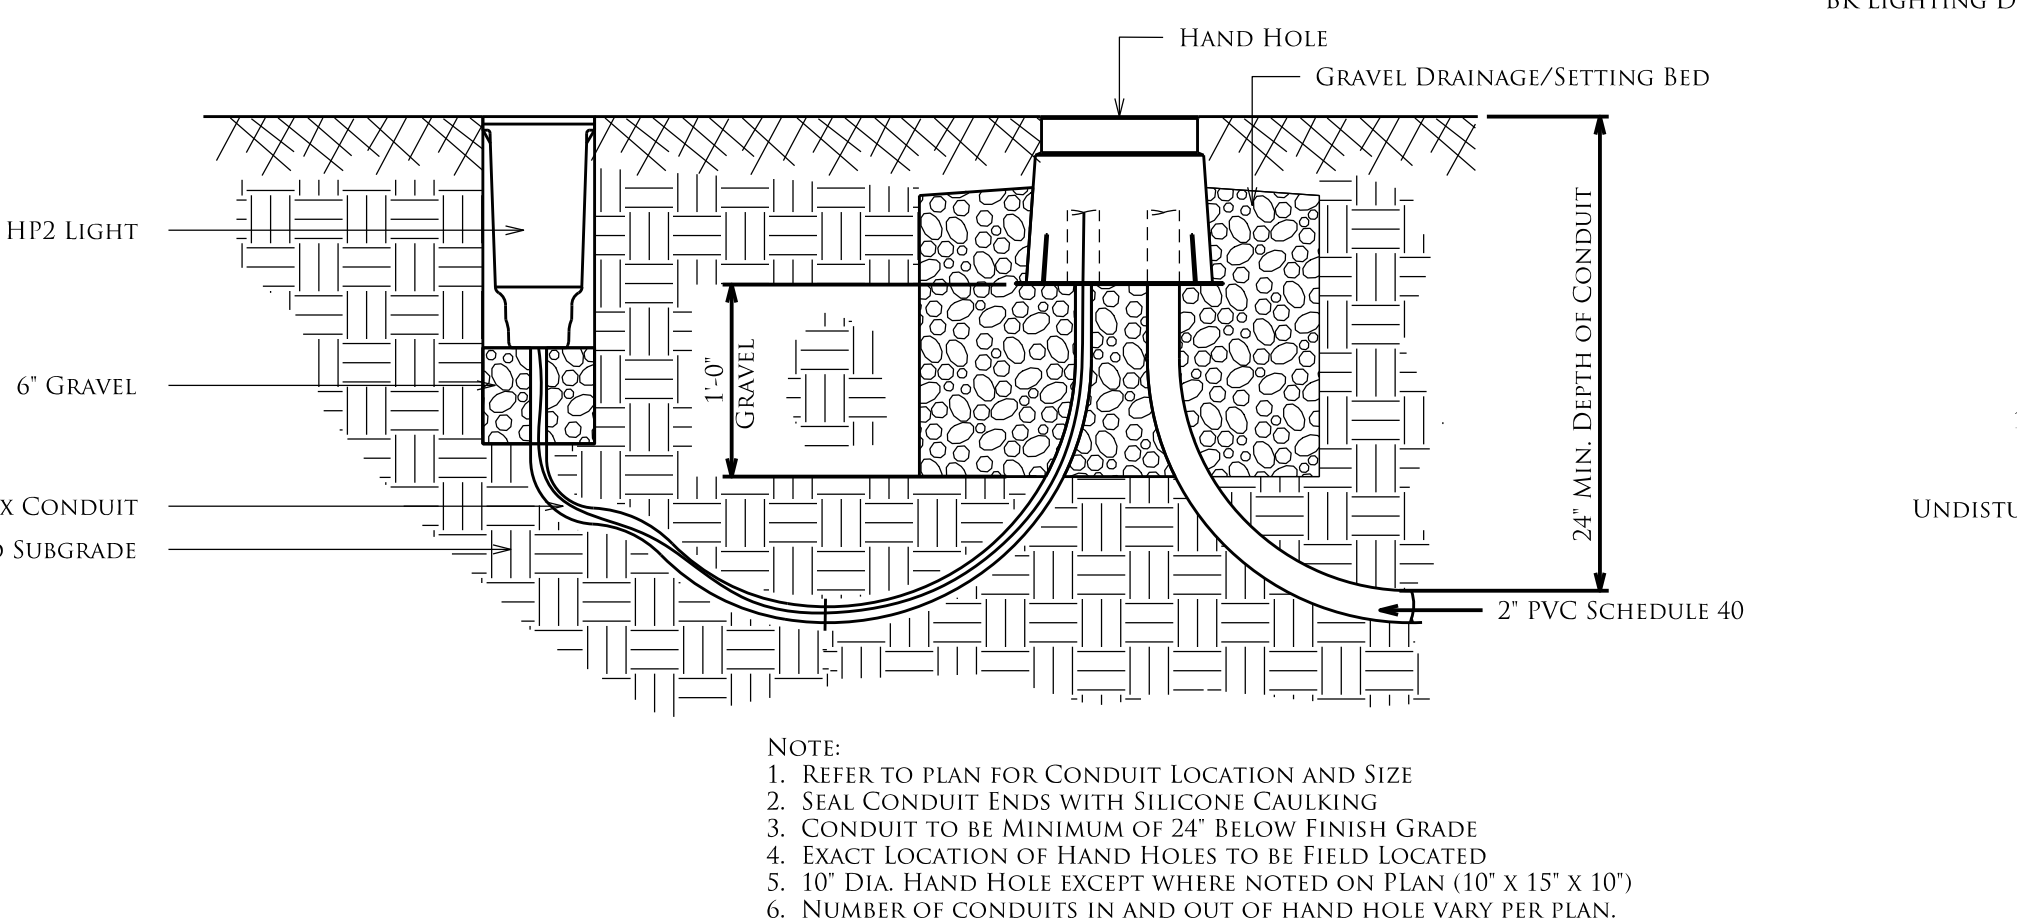 BR LIGHTING D
HAND HOLE
GRAVEL DRAINAGE/SETTING BED
HP2 LIGHT
6" GRAVEL
X CONDUIT
SUBGRADE
1'-0"
GRAVEL
24" MIN. DEPTH OF CONDUIT
UNDISTU
2" PVC SCHEDULE 40
NOTE:
1. REFER TO PLAN FOR CONDUIT LOCATION AND SIZE
2. SEAL CONDUIT ENDS WITH SILICONE CAULKING
3. CONDUIT TO BE MINIMUM OF 24" BELOW FINISH GRADE
4. EXACT LOCATION OF HAND HOLES TO BE FIELD LOCATED
5. 10" DIA. HAND HOLE EXCEPT WHERE NOTED ON PLAN (10" X 15" X 10")
6. NUMBER OF CONDUITS IN AND OUT OF HAND HOLE VARY PER PLAN.